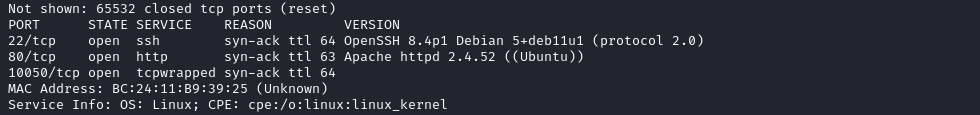 Not shown: 65532 closed tcp ports (reset)
PORT      STATE SERVICE    REASON         VERSION
22/tcp    open  ssh        syn-ack ttl 64 OpenSSH 8.4p1 Debian 5+deb11u1 (protocol 2.0)
80/tcp    open  http       syn-ack ttl 63 Apache httpd 2.4.52 ((Ubuntu))
10050/tcp open  tcpwrapped syn-ack ttl 64
MAC Address: BC:24:11:B9:39:25 (Unknown)
Service Info: OS: Linux; CPE: cpe:/o:linux:linux_kernel